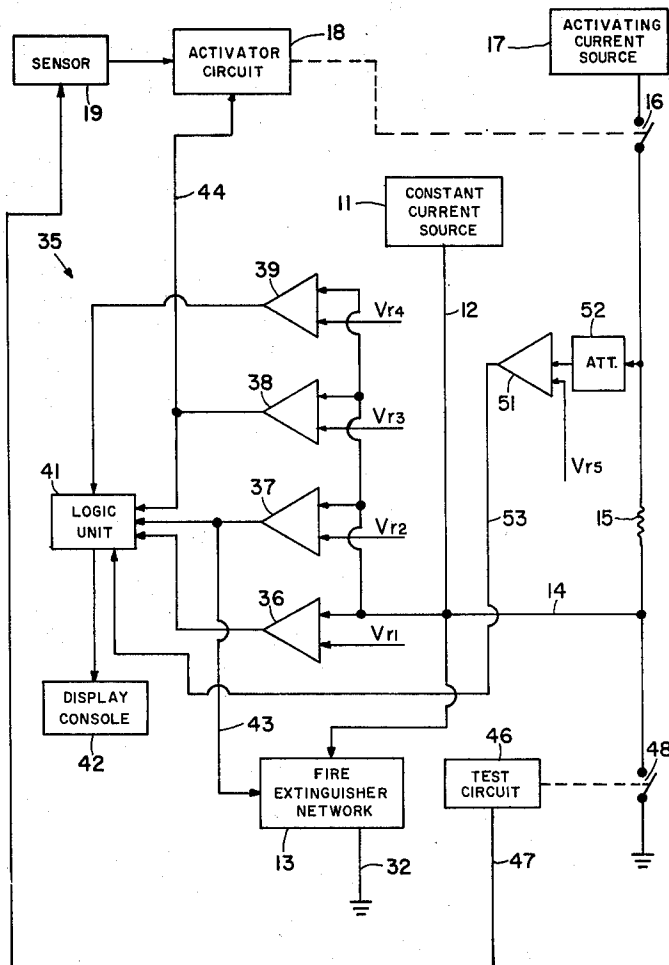 18
ACTIVATOR
CIRCUIT
SENSOR
19
17
ACTIVATING
CURRENT
SOURCE
16
44
11
CONSTANT
CURRENT
SOURCE
35
39
Vr4
12
52
ATT.
51
38
Vr3
Vr5
41
LOGIC
UNIT
37
Vr2
53
15
36
Vr1
14
DISPLAY
CONSOLE
42
43
FIRE
EXTINGUISHER
NETWORK
13
32
46
TEST
CIRCUIT
48
47